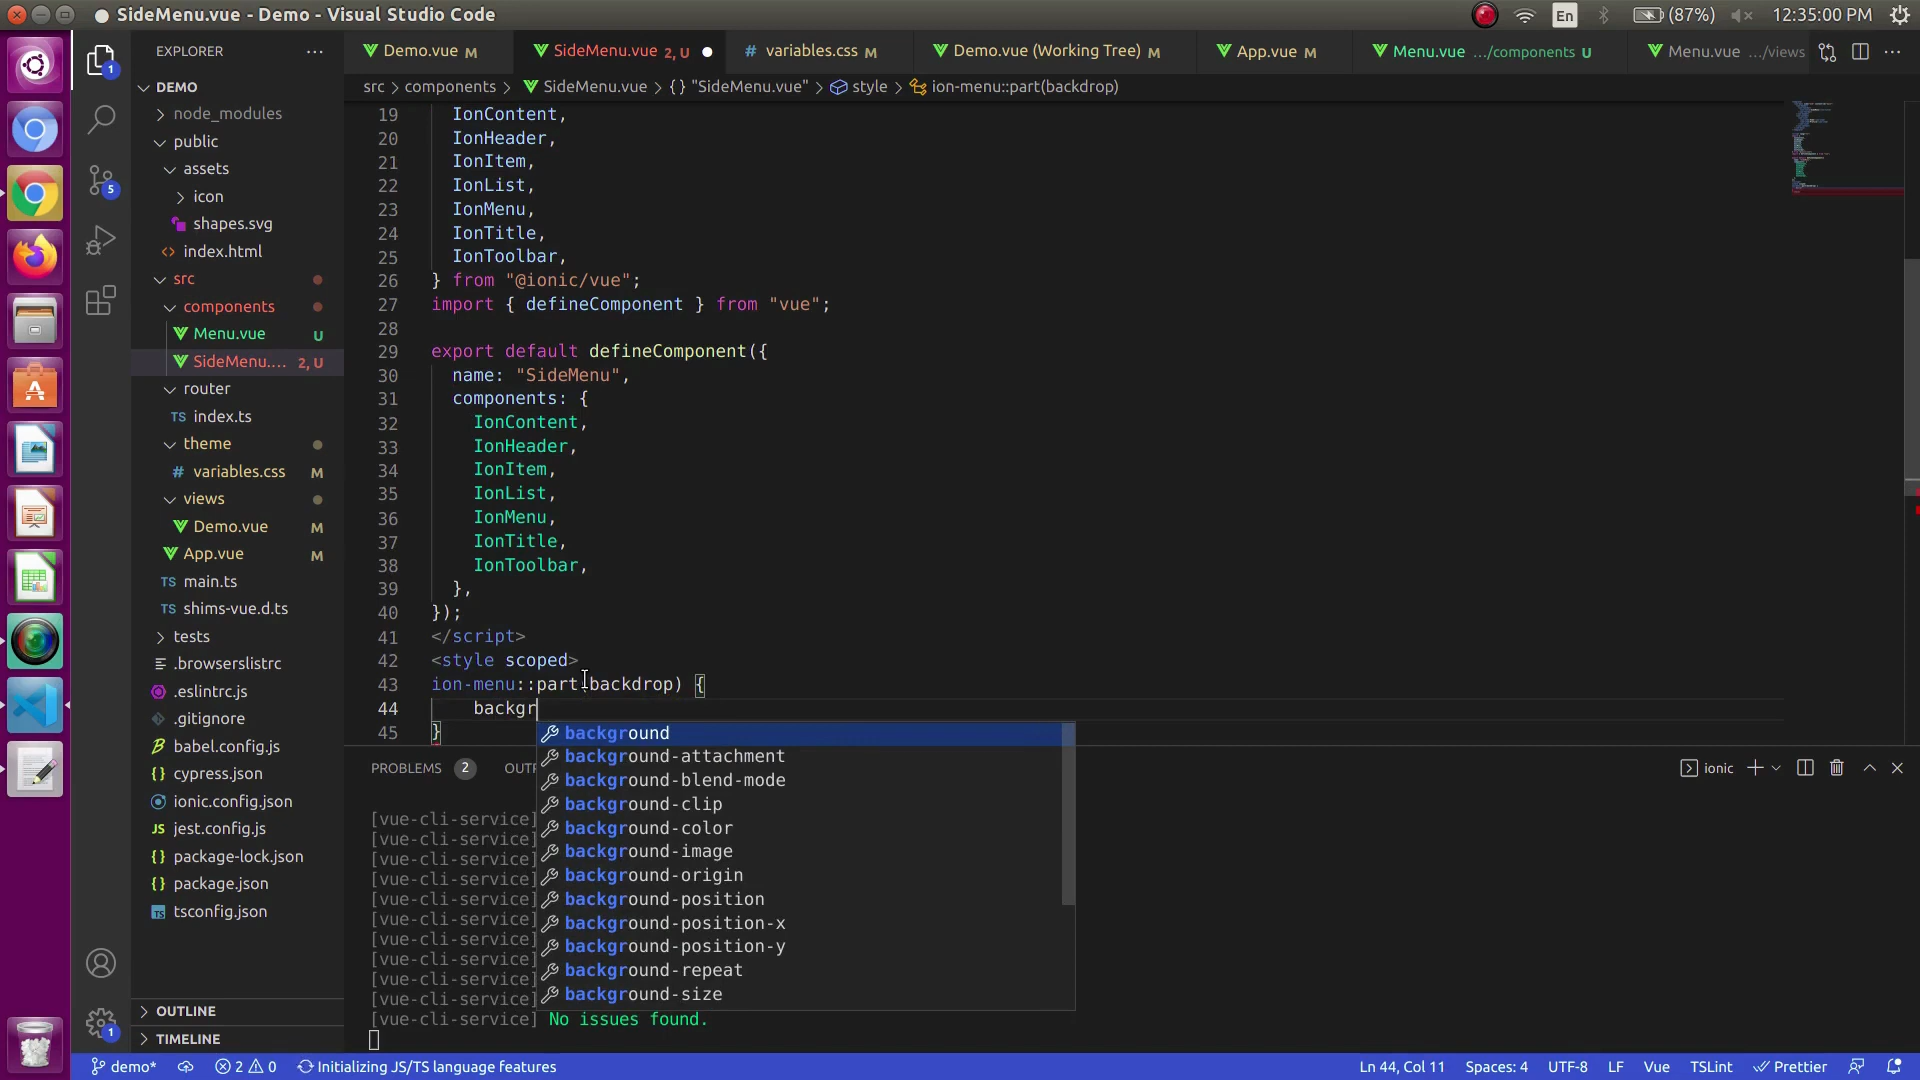 SideMenu.vue - Demo - Visual Studio Code
En
(87%)
12:35:00 PM
EXPLORER
Demo.vue M
SideMenu.vue 2, U
# variables.css M
Demo.vue (Working Tree) M
App.vue M
Menu.vue .../components U
Menu.vue .../views
src > components > SideMenu.vue > {} "SideMenu.vue" > style > ion-menu::part(backdrop)
DEMO
node_modules
public
assets
icon
shapes.svg
<> index.html
src
components
Menu.vue U
SideMenu.... 2, U
router
TS index.ts
theme
# variables.css M
views
Demo.vue M
App.vue M
TS main.ts
TS shims-vue.d.ts
tests
.browserslistrc
.eslintrc.js
.gitignore
babel.config.js
{} cypress.json
ionic.config.json
JS jest.config.js
{} package-lock.json
{} package.json
TS tsconfig.json
OUTLINE
TIMELINE
1
5
1
19 IonContent,
20 IonHeader,
21 IonItem,
22 IonList,
23 IonMenu,
24 IonTitle,
25 IonToolbar,
26 } from "@ionic/vue";
27 import { defineComponent } from "vue";
28
29 export default defineComponent({
30 name: "SideMenu",
31 components: {
32 IonContent,
33 IonHeader,
34 IonItem,
35 IonList,
36 IonMenu,
37 IonTitle,
38 IonToolbar,
39 },
40 });
41 </script>
42 <style scoped>
43 ion-menu::part(backdrop) {
44 backgr
45 }
background
background-attachment
background-blend-mode
background-clip
background-color
background-image
background-origin
background-position
background-position-x
background-position-y
background-repeat
background-size
PROBLEMS 2 OUTP
ionic
[vue-cli-service]
[vue-cli-service]
[vue-cli-service]
[vue-cli-service]
[vue-cli-service]
[vue-cli-service]
[vue-cli-service]
[vue-cli-service]
[vue-cli-service]
[vue-cli-service]
[vue-cli-service] No issues found.
demo*
2 0
Initializing JS/TS language features
Ln 44, Col 11
Spaces: 4
UTF-8
LF
Vue
TSLint
Prettier